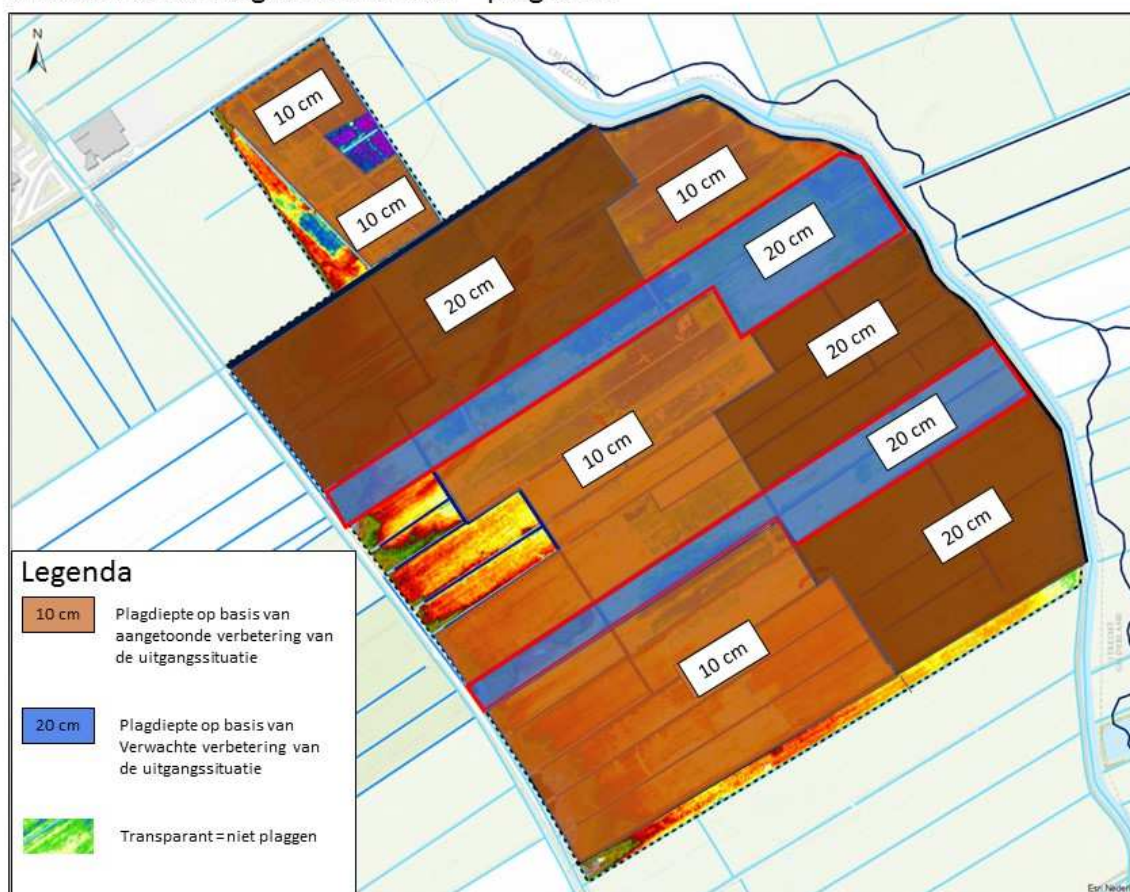 N
10 cm
10 cm
10 cm
20 cm
20 cm
20 cm
10 cm
20 cm
20 cm
10 cm
Legenda
10 cm
Plagdiepte op basis van
aangetoonde verbetering van
de uitgangssituatie
20 cm
Plagdiepte op basis van
Verwachte verbetering van
de uitgangssituatie
Transparant = niet plaggen